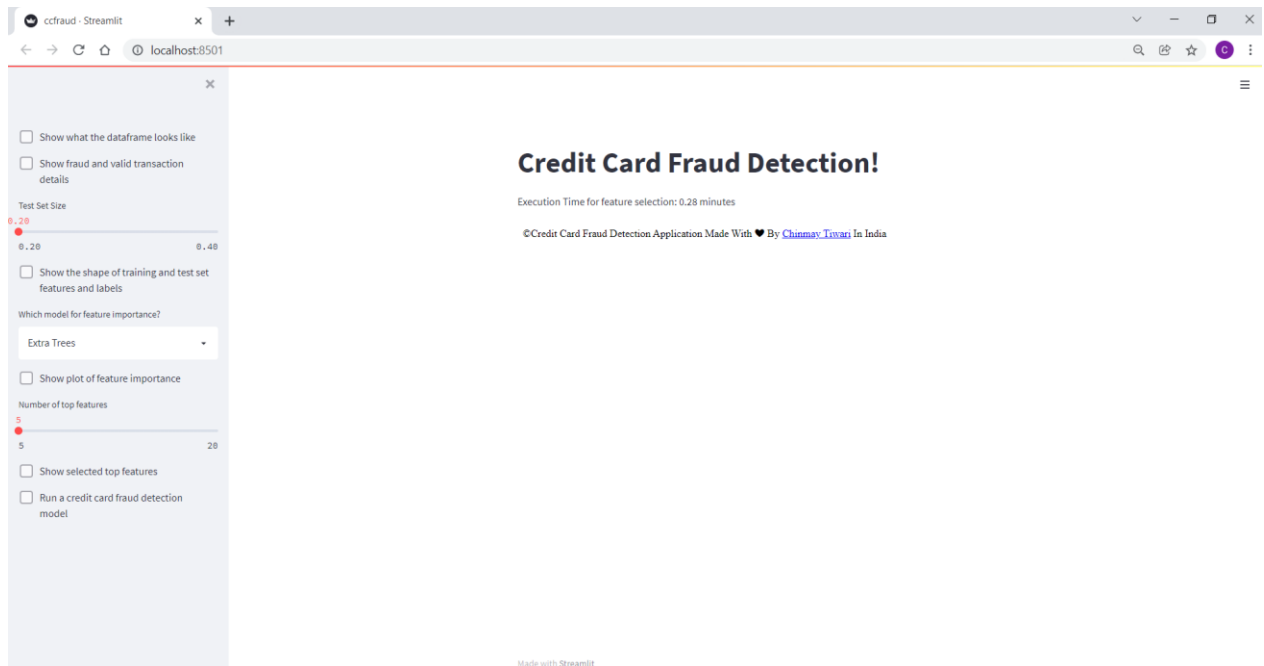 ccfraud · Streamlit
localhost:8501
C
Show what the dataframe looks like
Show fraud and valid transaction
details
Test Set Size
0.20
0.20 0.40
Show the shape of training and test set
features and labels
Which model for feature importance?
Extra Trees
Show plot of feature importance
Number of top features
5
5 20
Show selected top features
Run a credit card fraud detection
model
Credit Card Fraud Detection!
Execution Time for feature selection: 0.28 minutes
©Credit Card Fraud Detection Application Made With ❤ By Chinmay Tiwari In India
Made with Streamlit